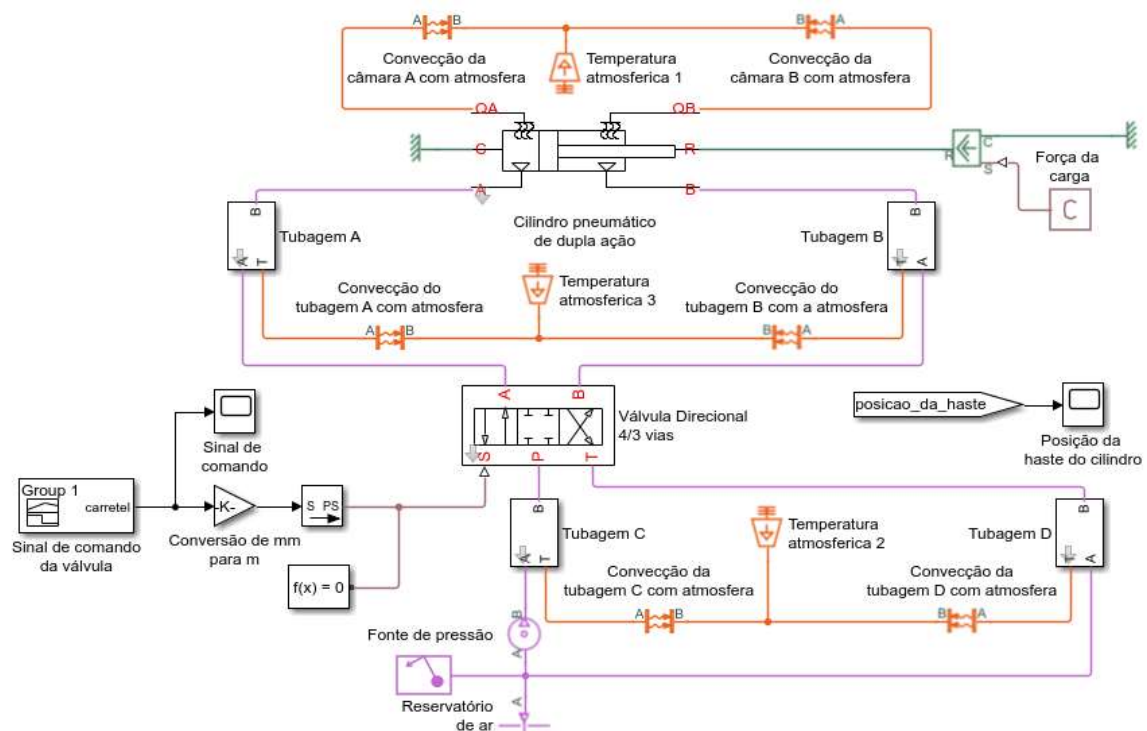 A B
B A
Convecção da
câmara A com atmosfera
Temperatura
atmosferica 1
Convecção da
câmara B com atmosfera
QA
QB
C
R
R
C
S
Força da
carga
C
A
B
B
Tubagem A
A T
Cilindro pneumático
de dupla ação
B
Tubagem B
T A
Convecção do
tubagem A com atmosfera
Temperatura
atmosferica 3
Convecção do
tubagem B com a atmosfera
A B
B A
A B
Válvula Direcional
4/3 vias
S P T
posicao_da_haste
Posição da
haste do cilindro
Sinal de
comando
Group 1
carretel
Sinal de comando
da válvula
-K-
Conversão de mm
para m
S PS
f(x) = 0
B
Tubagem C
A T
Temperatura
atmosferica 2
B
Tubagem D
T A
Convecção da
tubagem C com atmosfera
Convecção da
tubagem D com atmosfera
A B
B A
Fonte de pressão
B
A
Reservatório
de ar
A